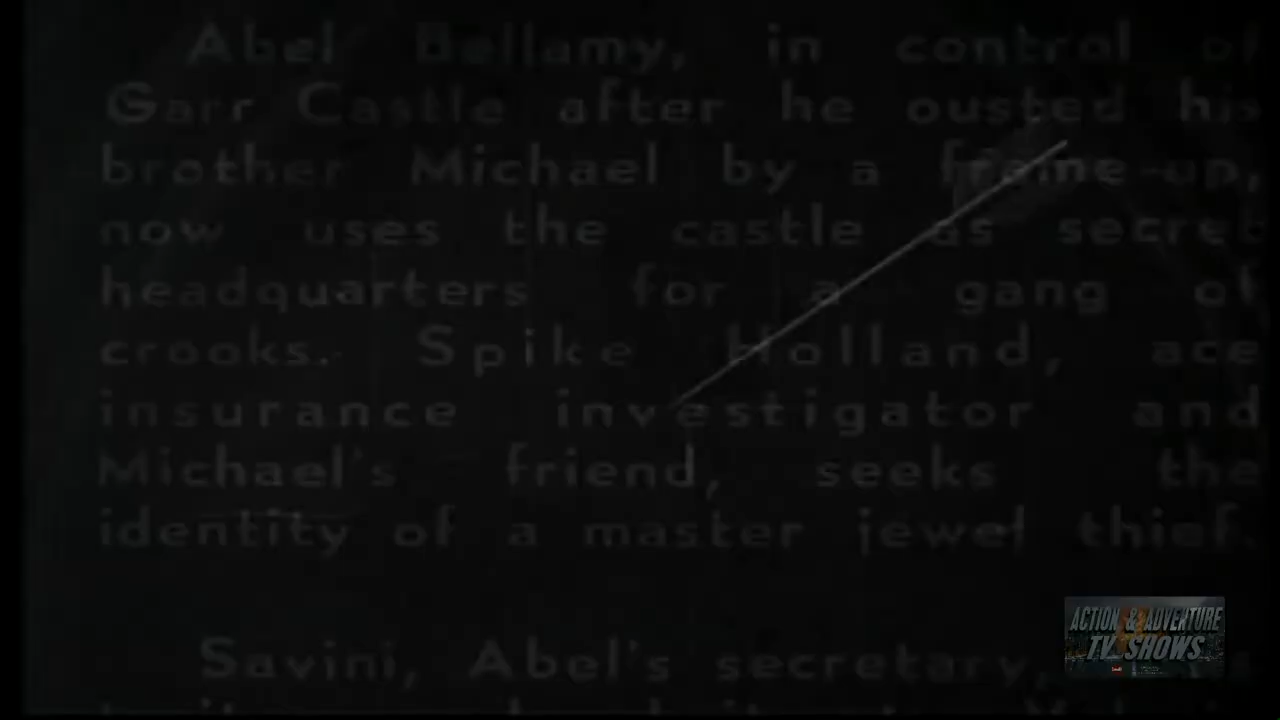 Abel Bellamy, in control of
Garr Castle after he ousted his
brother Michael by a frame-up,
now uses the castle as secret
headquarters for a gang of
crooks. Spike Holland, ace
insurance investigator and
Michael's friend, seeks the
identity of a master jewel thief.
Savini, Abel's secretary,
ACTION & ADVENTURE
TV SHOWS